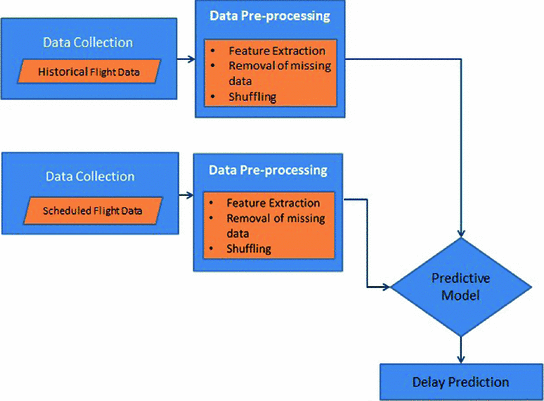 Data Collection
Historical Flight Data
Data Pre-processing
• Feature Extraction
• Removal of missing
data
• Shuffling
Data Collection
Scheduled Flight Data
Data Pre-processing
• Feature Extraction
• Removal of missing
data
• Shuffling
Predictive
Model
Delay Prediction